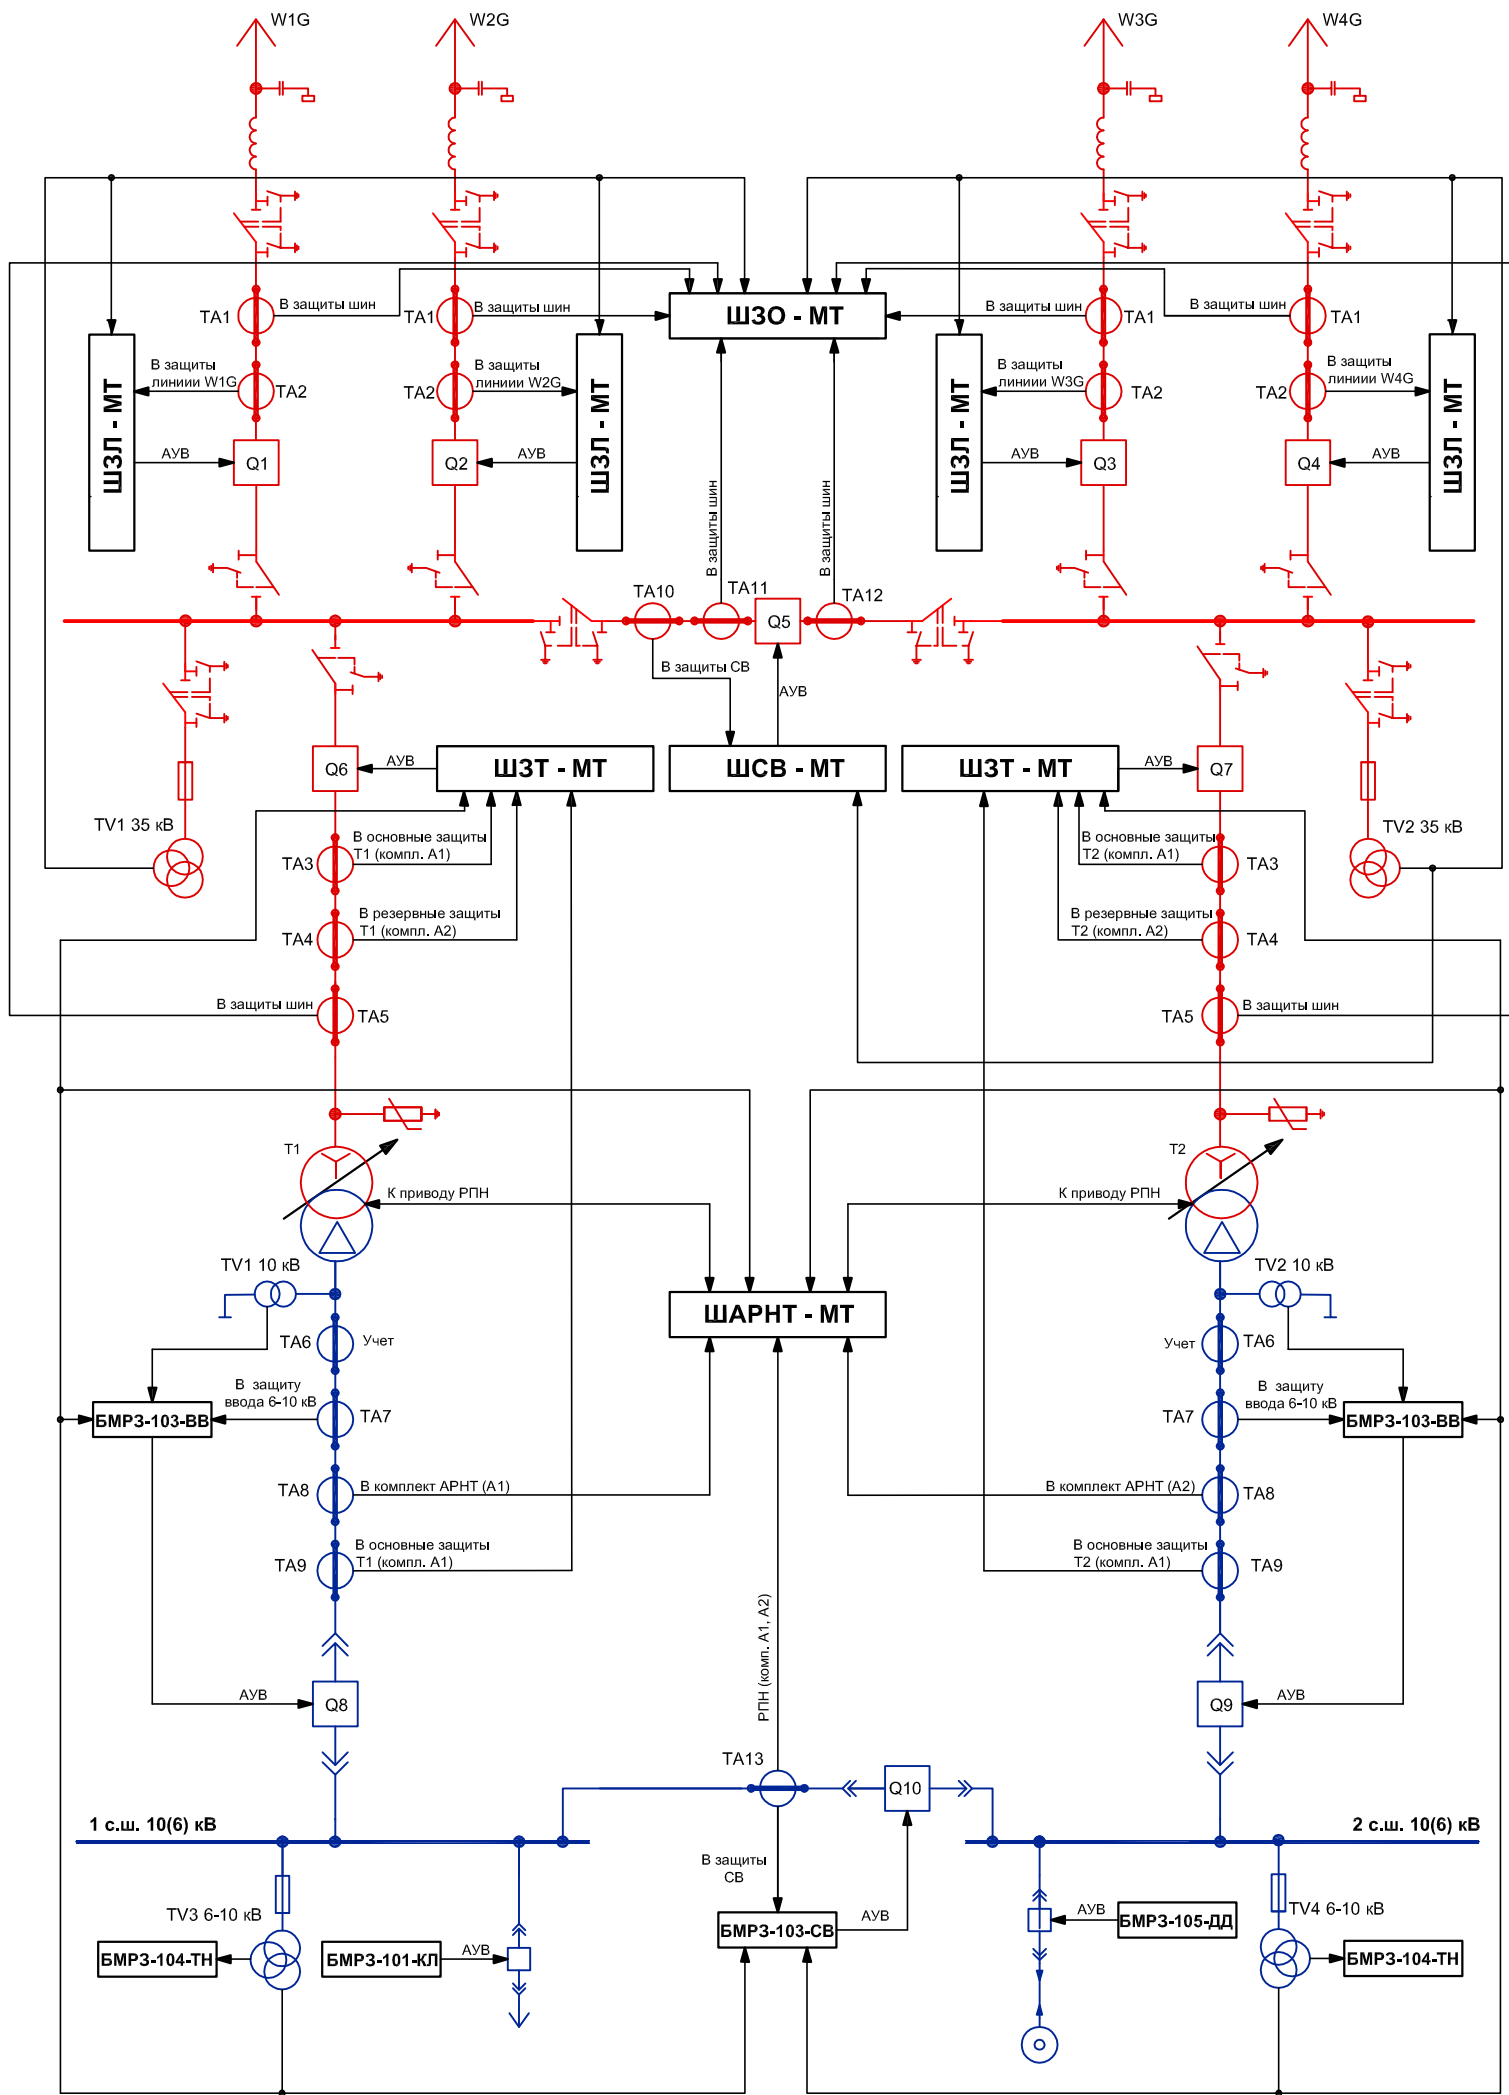 W1G
W2G
W3G
W4G
TA1
В защиты шин
TA1
В защиты шин
ШЗО - МТ
В защиты шин
TA1
В защиты шин
TA1
ШЗЛ - МТ
В защиты
линиии W1G
TA2
TA2
В защиты
линиии W2G
ШЗЛ - МТ
ШЗЛ - МТ
В защиты
линиии W3G
TA2
TA2
В защиты
линиии W4G
ШЗЛ - МТ
АУВ
Q1
Q2
АУВ
АУВ
Q3
Q4
АУВ
В защиты шин
В защиты шин
TA10
TA11
Q5
TA12
В защиты СВ
АУВ
Q6
АУВ
ШЗТ - МТ
ШСВ - МТ
ШЗТ - МТ
АУВ
Q7
TV1 35 кВ
TV2 35 кВ
TA3
В основные защиты
Т1 (компл. А1)
В основные защиты
Т2 (компл. А1)
TA3
TA4
В резервные защиты
Т1 (компл. А2)
В резервные защиты
Т2 (компл. А2)
TA4
В защиты шин
TA5
TA5
В защиты шин
Т1
Т2
К приводу РПН
К приводу РПН
TV1 10 кВ
TV2 10 кВ
ШАРНТ - МТ
TA6
Учет
Учет
TA6
В защиту
ввода 6-10 кВ
БМРЗ-103-ВВ
TA7
TA7
В защиту
ввода 6-10 кВ
БМРЗ-103-ВВ
TA8
В комплект АРНТ (А1)
В комплект АРНТ (А2)
TA8
TA9
В основные защиты
Т1 (компл. А1)
В основные защиты
Т2 (компл. А1)
TA9
РПН (комп. А1, А2)
АУВ
Q8
Q9
АУВ
TA13
Q10
1 с.ш. 10(6) кВ
2 с.ш. 10(6) кВ
В защиты
СВ
TV3 6-10 кВ
АУВ
БМРЗ-103-СВ
АУВ
БМРЗ-105-ДД
TV4 6-10 кВ
БМРЗ-104-ТН
БМРЗ-101-КЛ
АУВ
БМРЗ-104-ТН